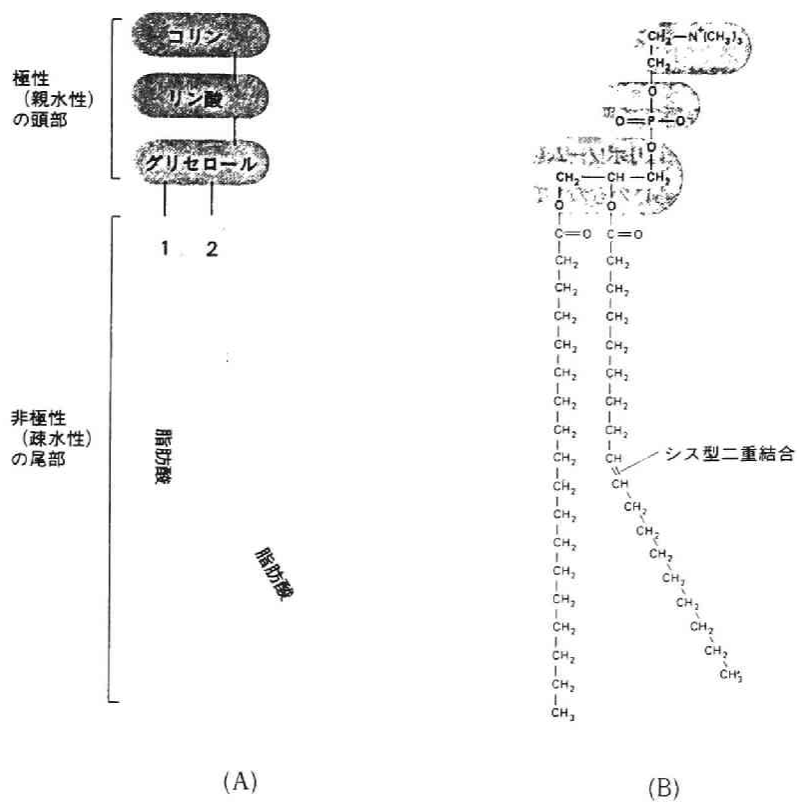 コリン
極性
（親水性）
の頭部
リン酸
グリセロール
1 2
非極性
（疎水性）
の尾部
脂肪酸
脂肪酸
(A)
CH₂—N⁺(CH₃)₃
CH₂
O
O=P—O⁻
O
CH₂—CH—CH₂
O O
C=O C=O
CH₂ CH₂
CH₂ CH₂
CH₂ CH₂
CH₂ CH₂
CH₂ CH₂
CH₂ CH₂
CH₂ CH₂
CH₂ CH シス型二重結合
CH₂ CH
CH₂ CH₂
CH₂ CH₂
CH₂ CH₂
CH₂ CH₂
CH₂ CH₂
CH₂ CH₂
CH₂ CH₂
CH₃ CH₃
(B)